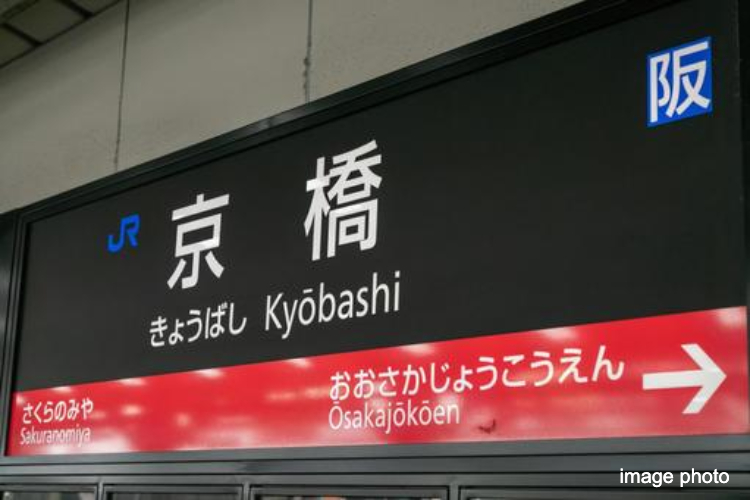 阪
JR 京橋
きょうばし Kyōbashi
さくらのみや おおさかじょうこうえん →
Sakuranomiya Ōsakajōkōen
image photo